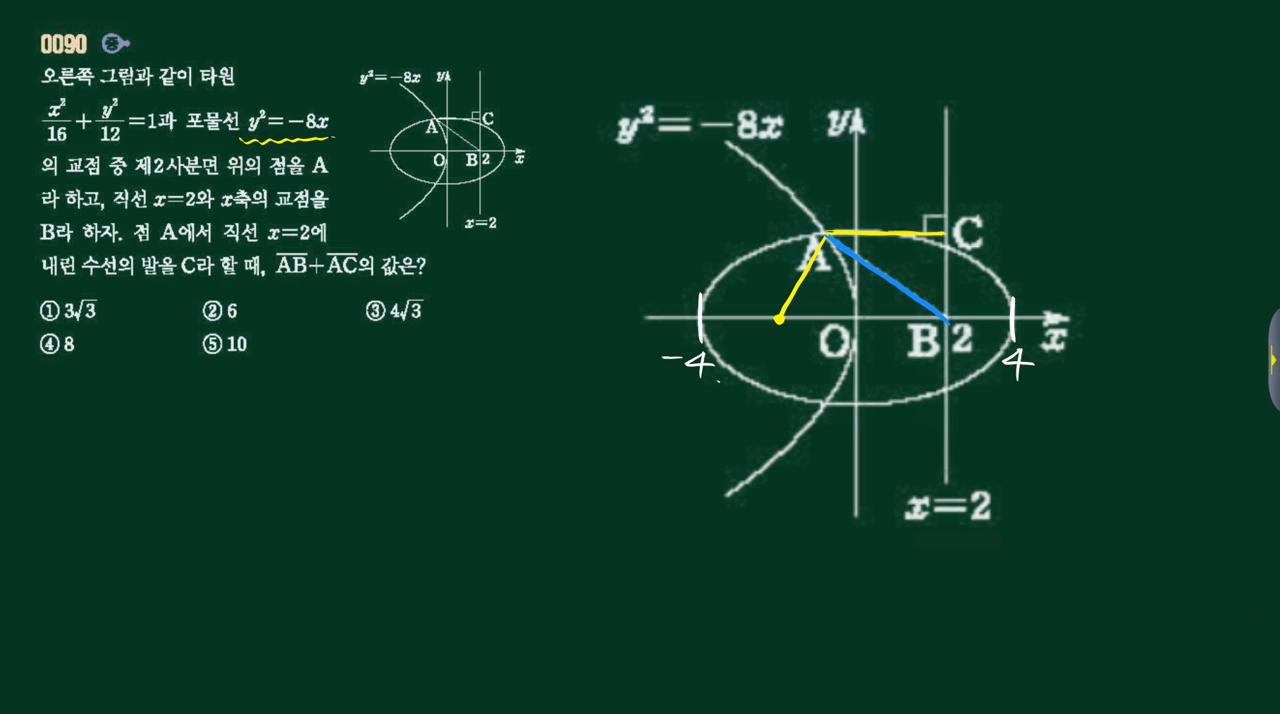 0090 중
오른쪽 그림과 같이 타원
x²/16 + y²/12 = 1과 포물선 y² = −8x
의 교점 중 제2사분면 위의 점을 A
라 하고, 직선 x=2와 x축의 교점을
B라 하자. 점 A에서 직선 x=2에
내린 수선의 발을 C라 할 때, AB+AC의 값은?
① 3√3 ② 6 ③ 4√3
④ 8 ⑤ 10
y²=−8x y
A C
O B 2 x
x=2
y²=−8x y
A C
O B 2 x
−4 4
x=2